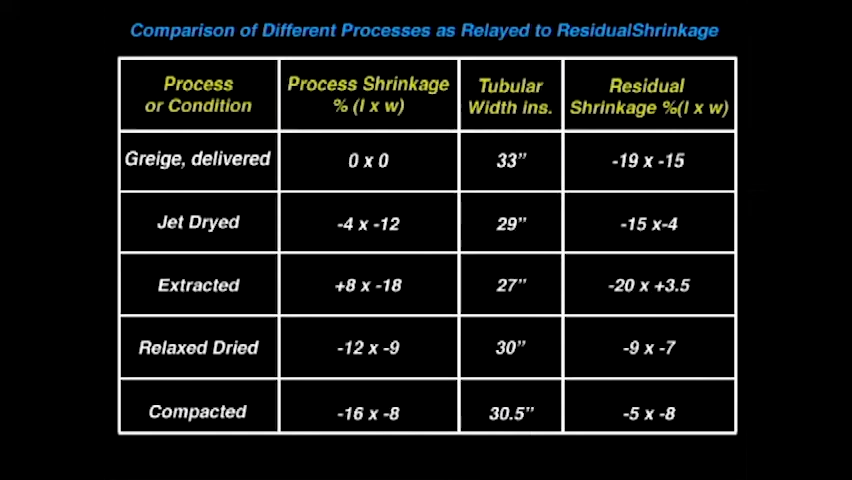 Comparison of Different Processes as Relayed to ResidualShrinkage
Process or Condition | Process Shrinkage % (l x w) | Tubular Width ins. | Residual Shrinkage %(l x w)
Greige, delivered | 0 x 0 | 33” | -19 x -15
Jet Dryed | -4 x -12 | 29” | -15 x-4
Extracted | +8 x -18 | 27” | -20 x +3.5
Relaxed Dried | -12 x -9 | 30” | -9 x -7
Compacted | -16 x -8 | 30.5” | -5 x -8